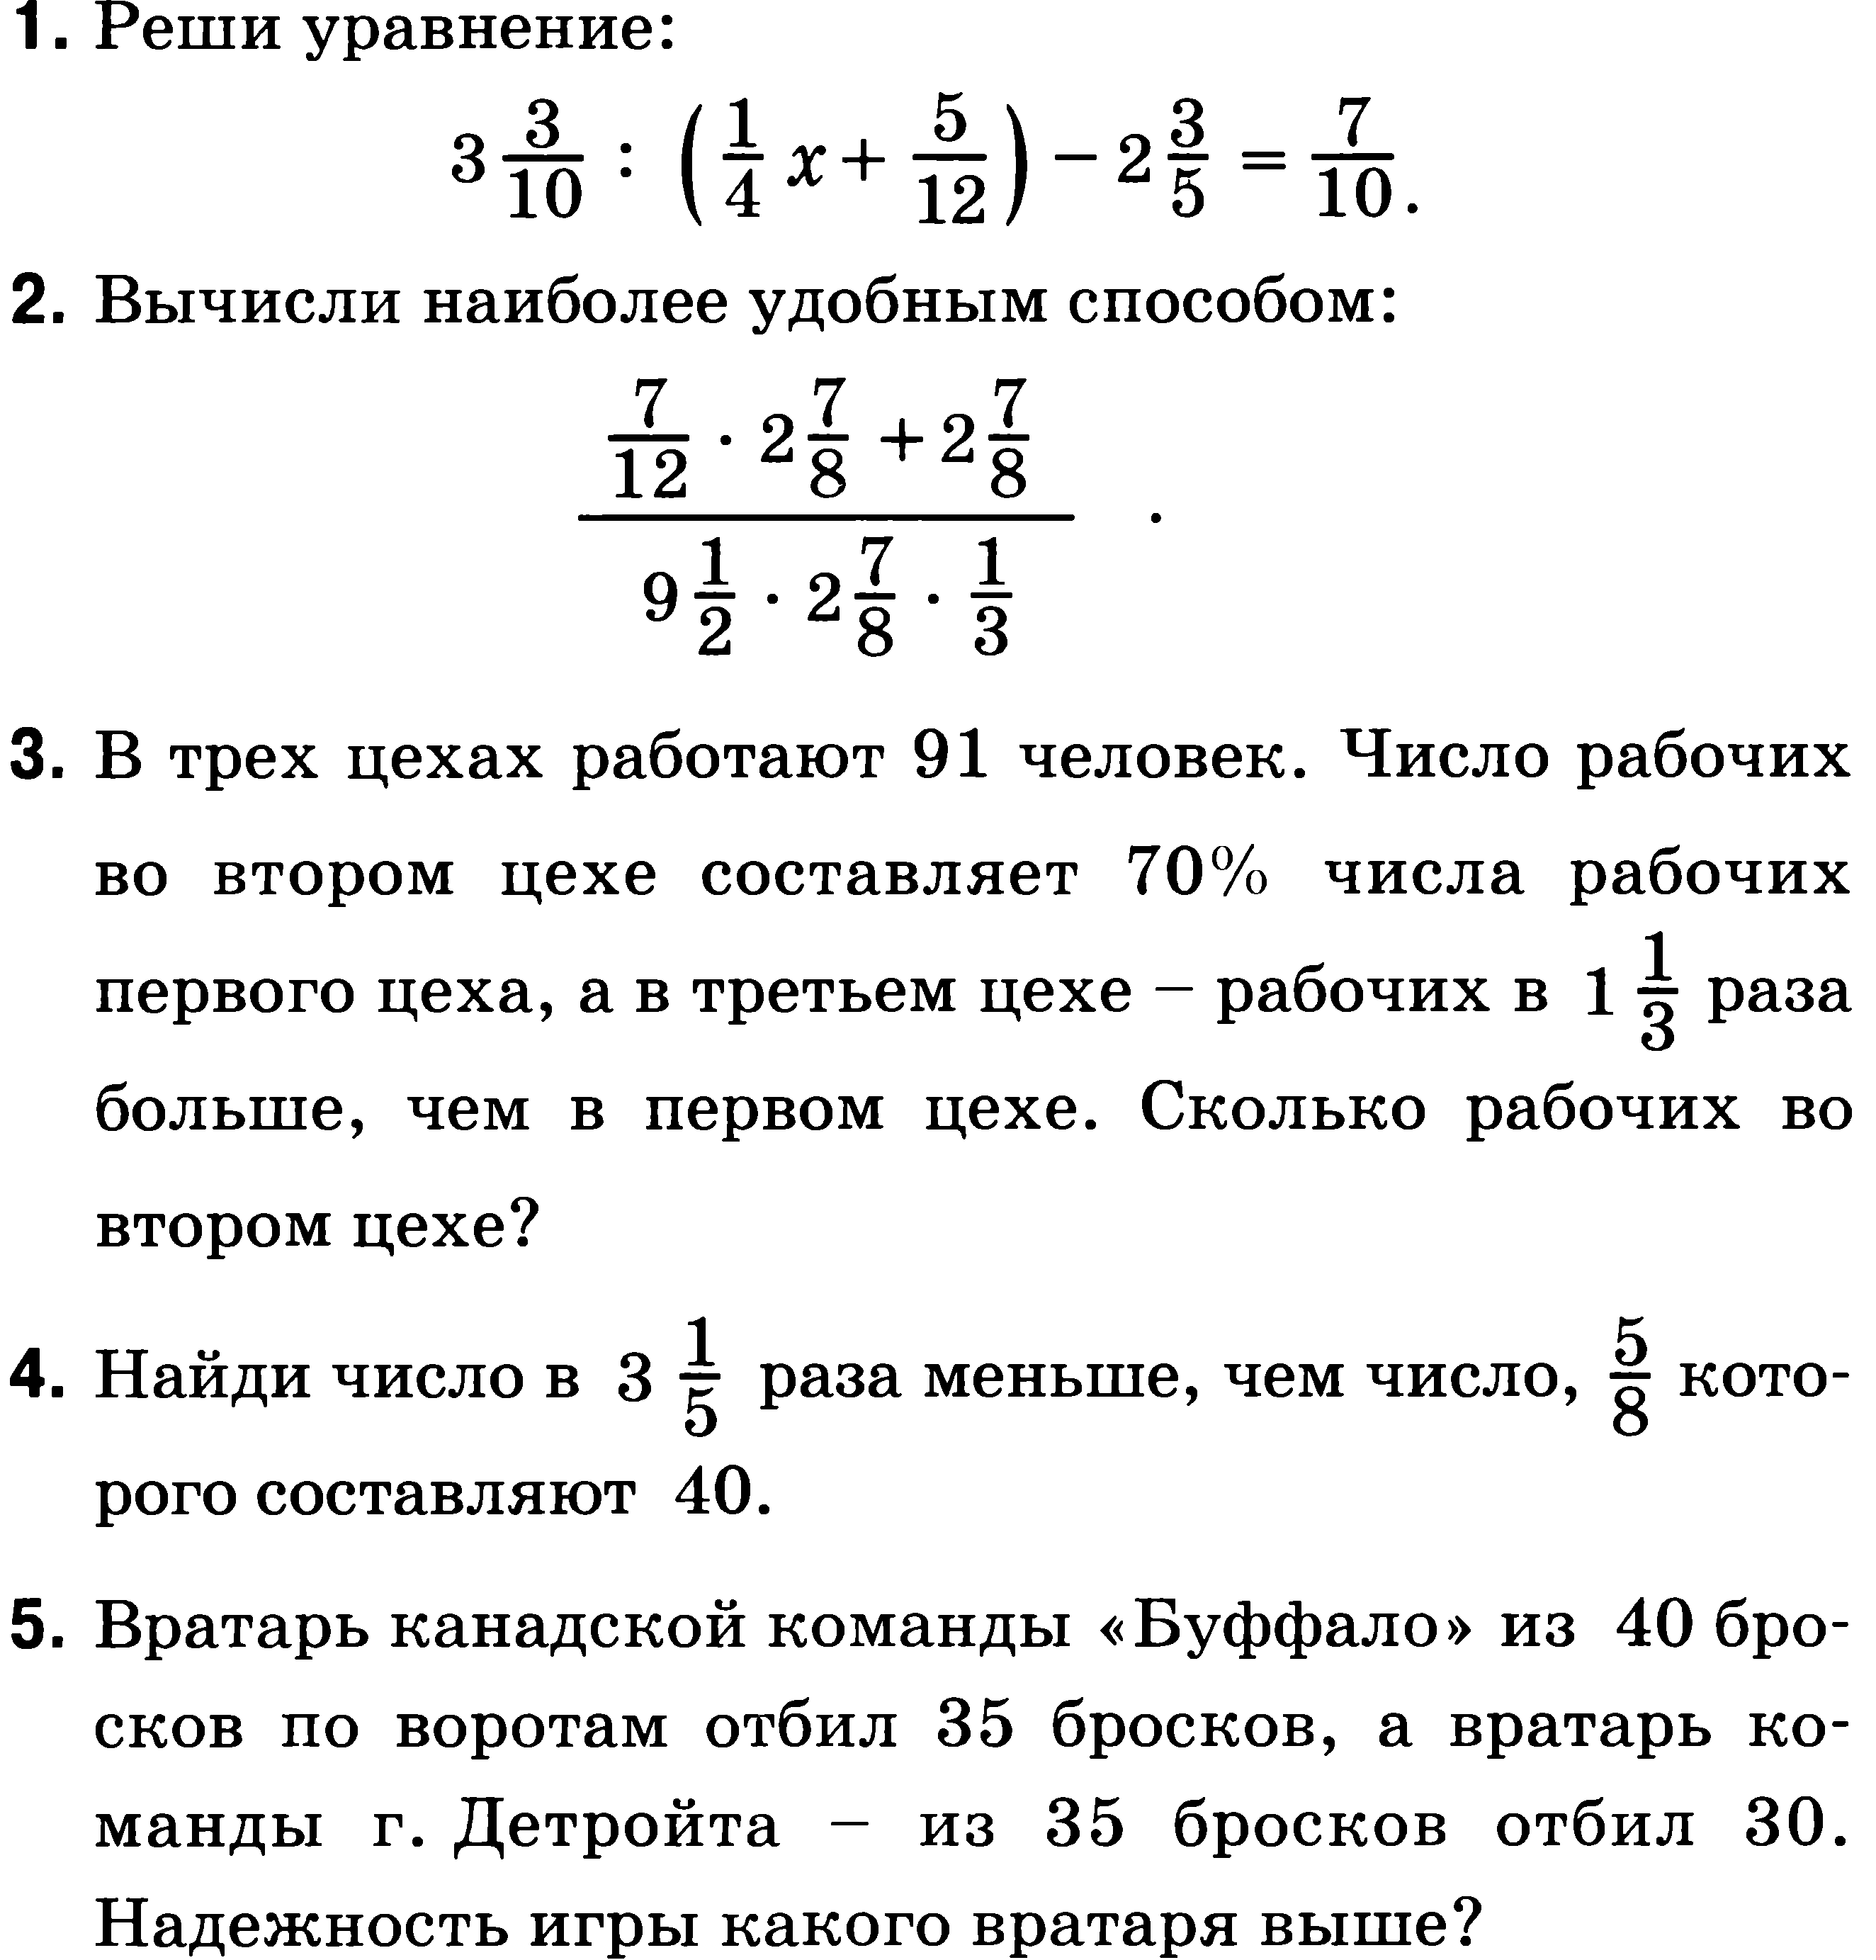 1. Реши уравнение:
3 3/10 : (1/4 x + 5/12) − 2 3/5 = 7/10.
2. Вычисли наиболее удобным способом:
7/12 · 2 7/8 + 2 7/8
9 1/2 · 2 7/8 · 1/3 .
3. В трех цехах работают 91 человек. Число рабочих
во втором цехе составляет 70% числа рабочих
первого цеха, а в третьем цехе – рабочих в 1 1/3 раза
больше, чем в первом цехе. Сколько рабочих во
втором цехе?
4. Найди число в 3 1/5 раза меньше, чем число, 5/8 кото-
рого составляют 40.
5. Вратарь канадской команды «Буффало» из 40 бро-
сков по воротам отбил 35 бросков, а вратарь ко-
манды г. Детройта – из 35 бросков отбил 30.
Надежность игры какого вратаря выше?